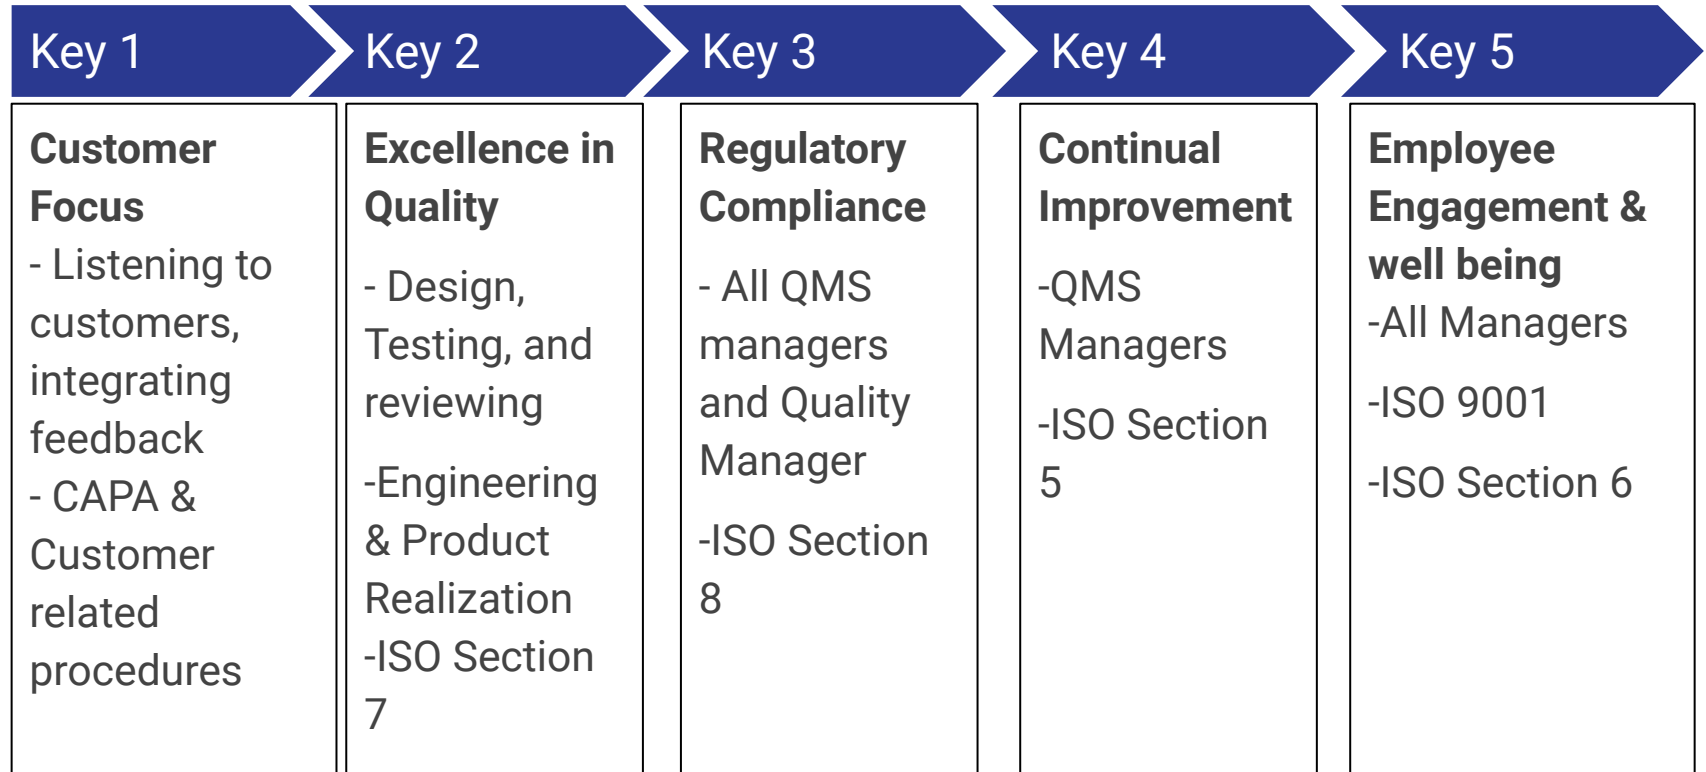 Key 1
Key 2
Key 3
Key 4
Key 5
Customer
Focus
- Listening to
customers,
integrating
feedback
- CAPA &
Customer
related
procedures
Excellence in
Quality
- Design,
Testing, and
reviewing
-Engineering
& Product
Realization
-ISO Section
7
Regulatory
Compliance
- All QMS
managers
and Quality
Manager
-ISO Section
8
Continual
Improvement
-QMS
Managers
-ISO Section
5
Employee
Engagement &
well being
-All Managers
-ISO 9001
-ISO Section 6